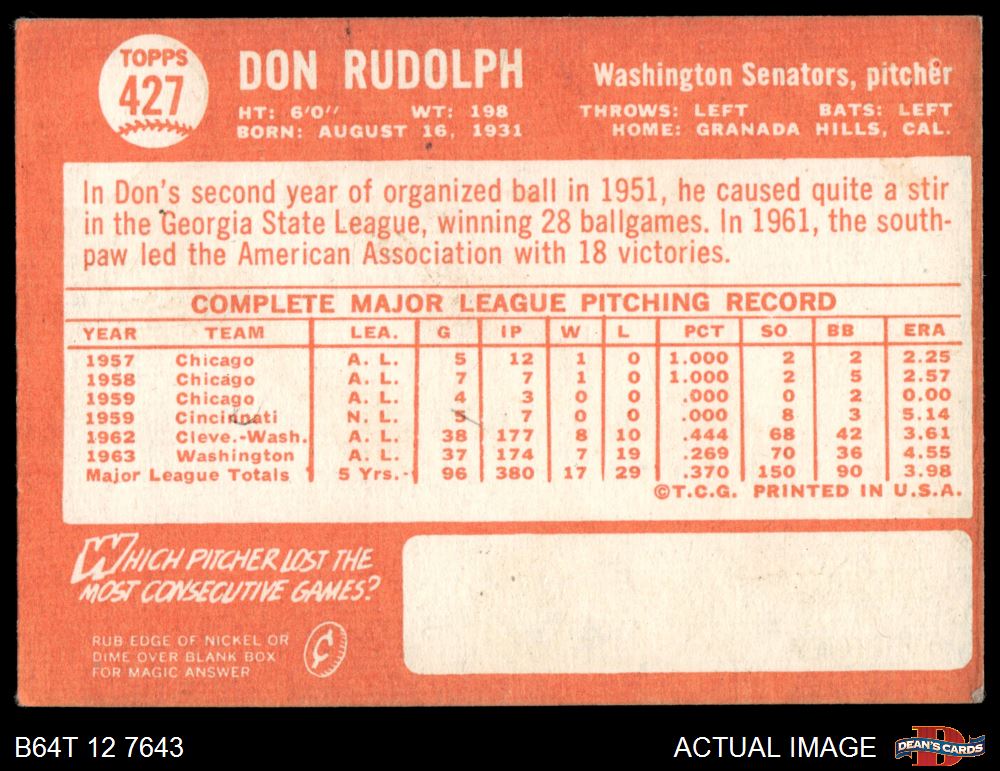 TOPPS
427
DON RUDOLPH
Washington Senators, pitcher
HT: 6'0" WT: 198
THROWS: LEFT BATS: LEFT
BORN: AUGUST 16, 1931
HOME: GRANADA HILLS, CAL.
In Don's second year of organized ball in 1951, he caused quite a stir
in the Georgia State League, winning 28 ballgames. In 1961, the south-
paw led the American Association with 18 victories.
COMPLETE MAJOR LEAGUE PITCHING RECORD
YEAR TEAM LEA. G IP W L PCT SO BB ERA
1957 Chicago A. L. 5 12 1 0 1.000 2 2 2.25
1958 Chicago A. L. 7 7 1 0 1.000 2 5 2.57
1959 Chicago A. L. 4 3 0 0 .000 0 2 0.00
1959 Cincinnati N. L. 5 7 0 0 .000 8 3 5.14
1962 Cleve.-Wash. A. L. 38 177 8 10 .444 68 42 3.61
1963 Washington A. L. 37 174 7 19 .269 70 36 4.55
Major League Totals 5 Yrs. 96 380 17 29 .370 150 90 3.98
©T.C.G. PRINTED IN U.S.A.
WHICH PITCHER LOST THE
MOST CONSECUTIVE GAMES?
RUB EDGE OF NICKEL OR
DIME OVER BLANK BOX
FOR MAGIC ANSWER
¢
B64T 12 7643
ACTUAL IMAGE
D
DEAN'S CARDS